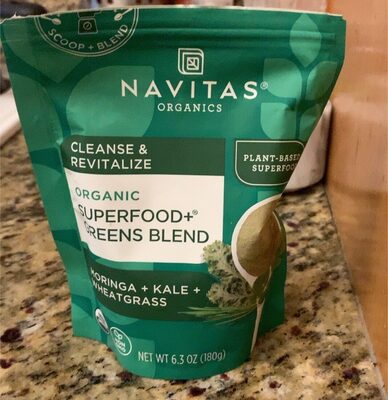 SCOOP + BLEND
NAVITAS®
ORGANICS
CLEANSE &
REVITALIZE
PLANT-BASED
SUPERFOOD
ORGANIC
SUPERFOOD+®
GREENS BLEND
MORINGA + KALE +
WHEATGRASS
NET WT 6.3 OZ (180g)